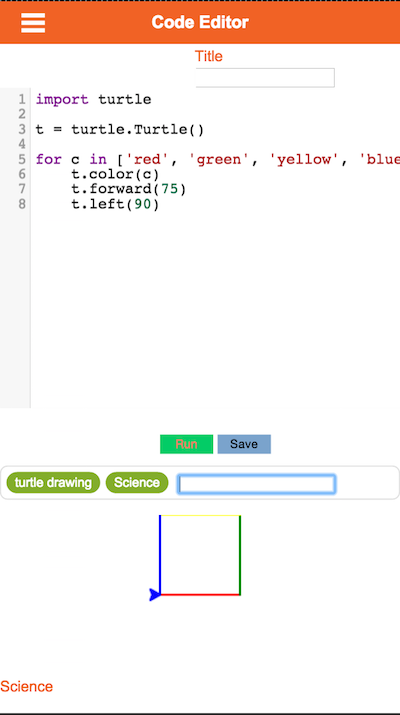 Code Editor
Title
1 import turtle
2
3 t = turtle.Turtle()
4
5 for c in ['red', 'green', 'yellow', 'blue
6     t.color(c)
7     t.forward(75)
8     t.left(90)
Run Save
turtle drawing Science
Science